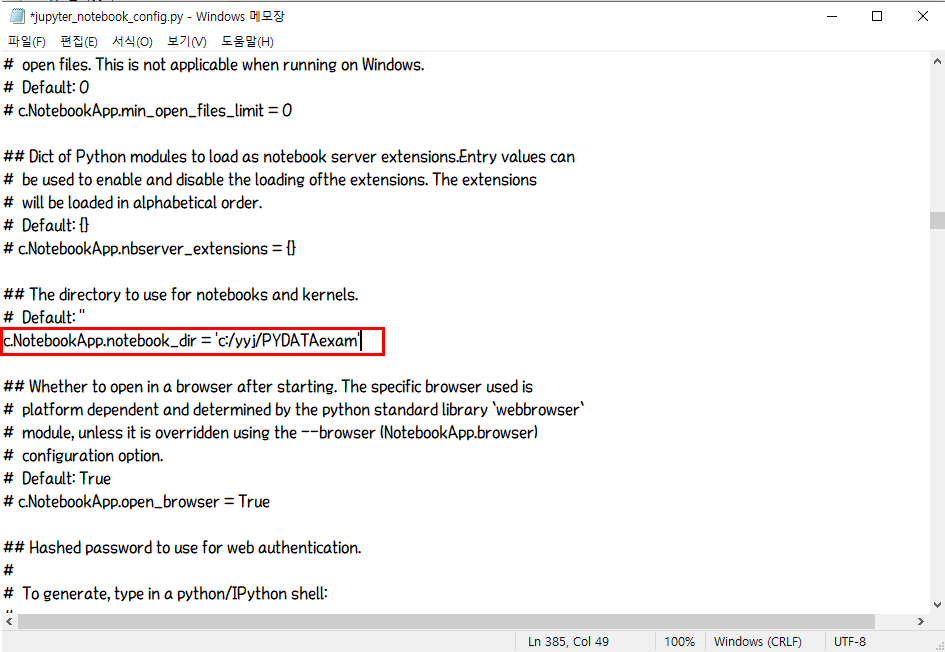 *jupyter_notebook_config.py - Windows 메모장
파일(F) 편집(E) 서식(O) 보기(V) 도움말(H)
#  open files. This is not applicable when running on Windows.
#  Default: 0
# c.NotebookApp.min_open_files_limit = 0
## Dict of Python modules to load as notebook server extensions.Entry values can
#  be used to enable and disable the loading ofthe extensions. The extensions
#  will be loaded in alphabetical order.
#  Default: {}
# c.NotebookApp.nbserver_extensions = {}
## The directory to use for notebooks and kernels.
#  Default: ''
c.NotebookApp.notebook_dir = 'c:/yyj/PYDATAexam'
## Whether to open in a browser after starting. The specific browser used is
#  platform dependent and determined by the python standard library `webbrowser`
#  module, unless it is overridden using the --browser (NotebookApp.browser)
#  configuration option.
#  Default: True
# c.NotebookApp.open_browser = True
## Hashed password to use for web authentication.
#
#  To generate, type in a python/IPython shell:
#
Ln 385, Col 49 100% Windows (CRLF) UTF-8